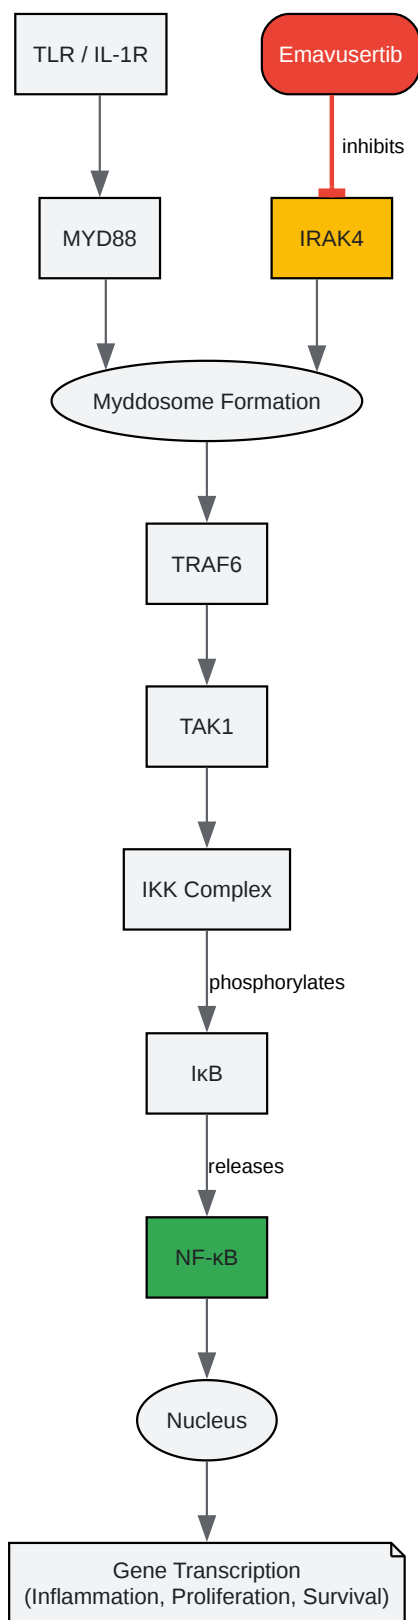 TLR / IL-1R
Emavusertib
inhibits
MYD88
IRAK4
Myddosome Formation
TRAF6
TAK1
IKK Complex
phosphorylates
IκB
releases
NF-κB
Nucleus
Gene Transcription
(Inflammation, Proliferation, Survival)